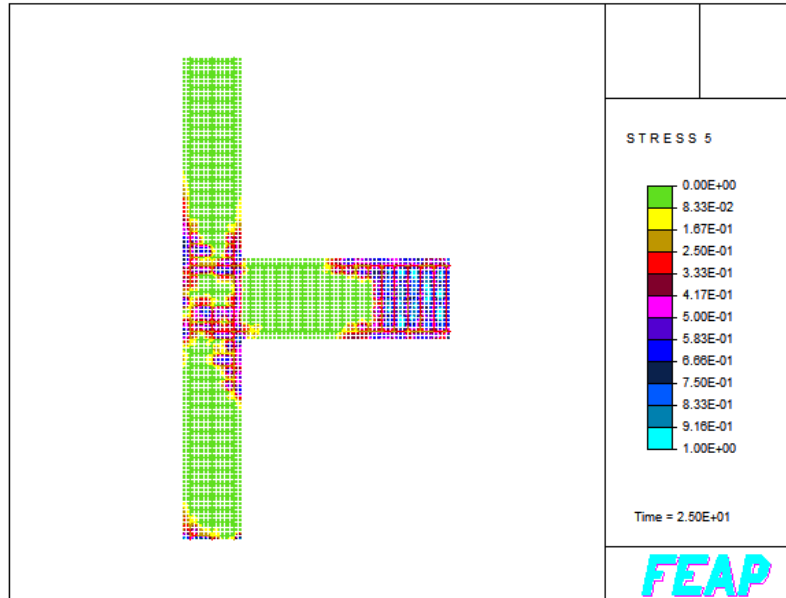 STRESS 5
0.00E+00
8.33E-02
1.67E-01
2.50E-01
3.33E-01
4.17E-01
5.00E-01
5.83E-01
6.66E-01
7.50E-01
8.33E-01
9.16E-01
1.00E+00
Time = 2.50E+01
FEAP